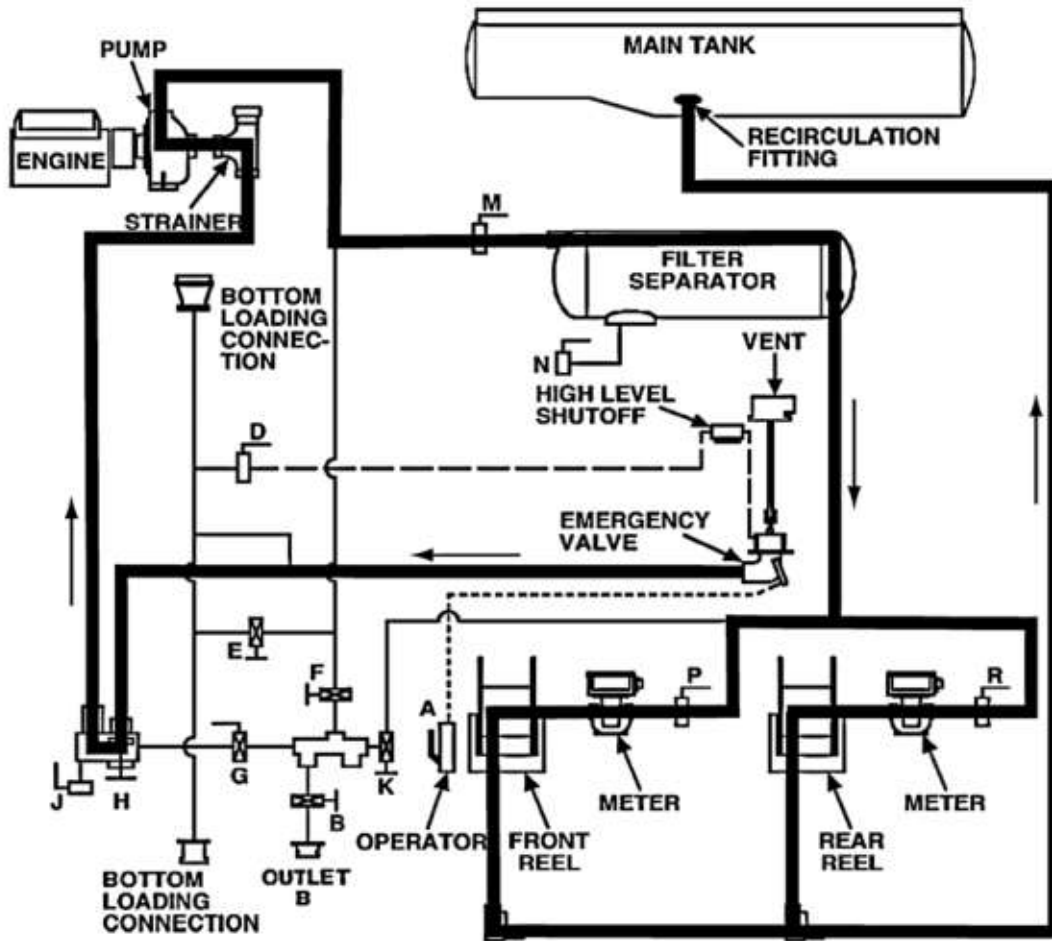 PUMP
MAIN TANK
ENGINE
RECIRCULATION
FITTING
STRAINER
M
FILTER
SEPARATOR
BOTTOM
LOADING
CONNEC-
TION
VENT
N
HIGH LEVEL
SHUTOFF
D
EMERGENCY
VALVE
E
F
A
P
R
G
K
J
H
B
OPERATOR
FRONT
REEL
METER
REAR
REEL
METER
BOTTOM
LOADING
CONNECTION
OUTLET
B